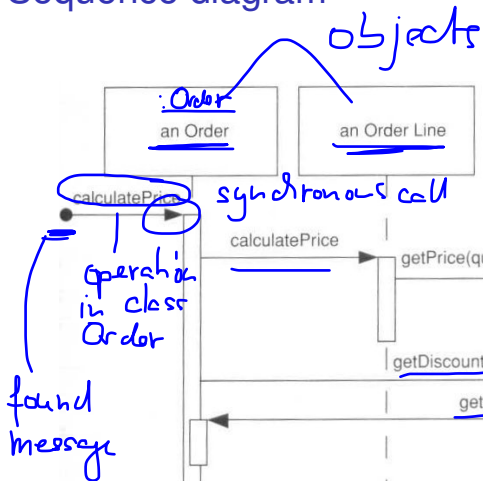 Sequence diagram
objects
: Order
an Order
an Order Line
calculatePrice
synchronous call
calculatePrice
getPrice(qu
operation
in class
Order
getDiscount
get
found
message